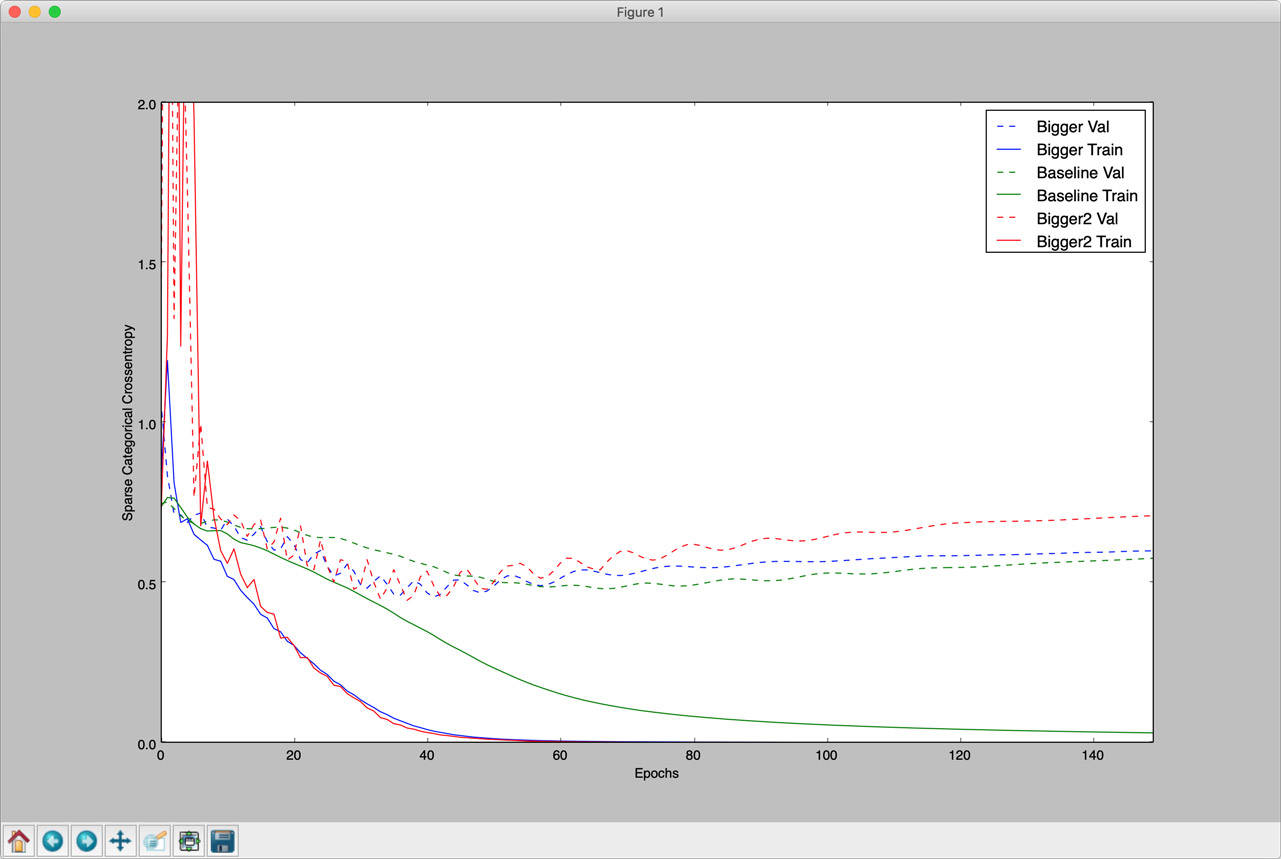 Figure 1
2.0
1.5
1.0
0.5
0.0
Sparse Categorical Crossentropy
Bigger Val
Bigger Train
Baseline Val
Baseline Train
Bigger2 Val
Bigger2 Train
0 20 40 60 80 100 120 140
Epochs